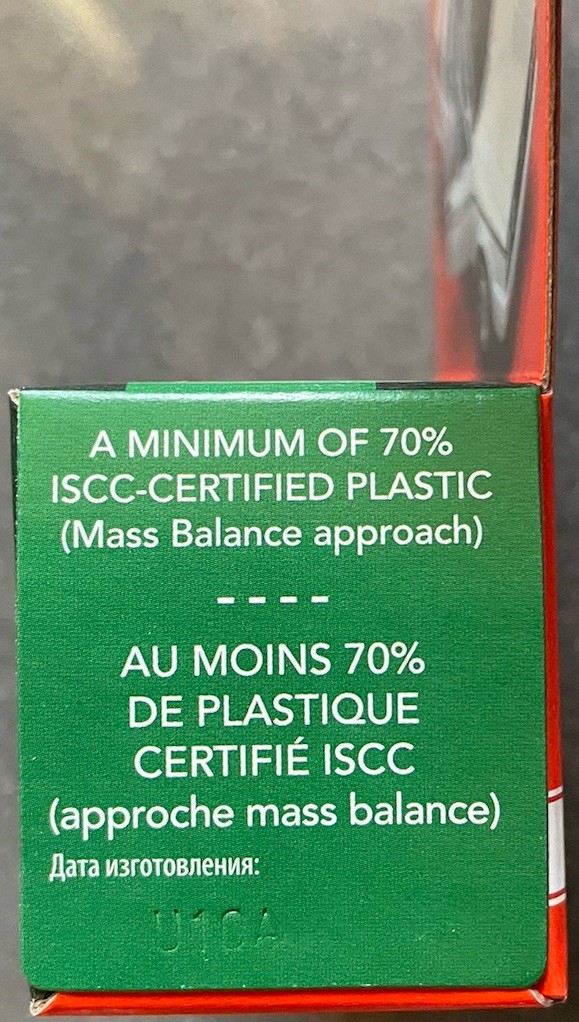 A MINIMUM OF 70%
ISCC-CERTIFIED PLASTIC
(Mass Balance approach)
----
AU MOINS 70%
DE PLASTIQUE
CERTIFIÉ ISCC
(approche mass balance)
Дата изготовления: